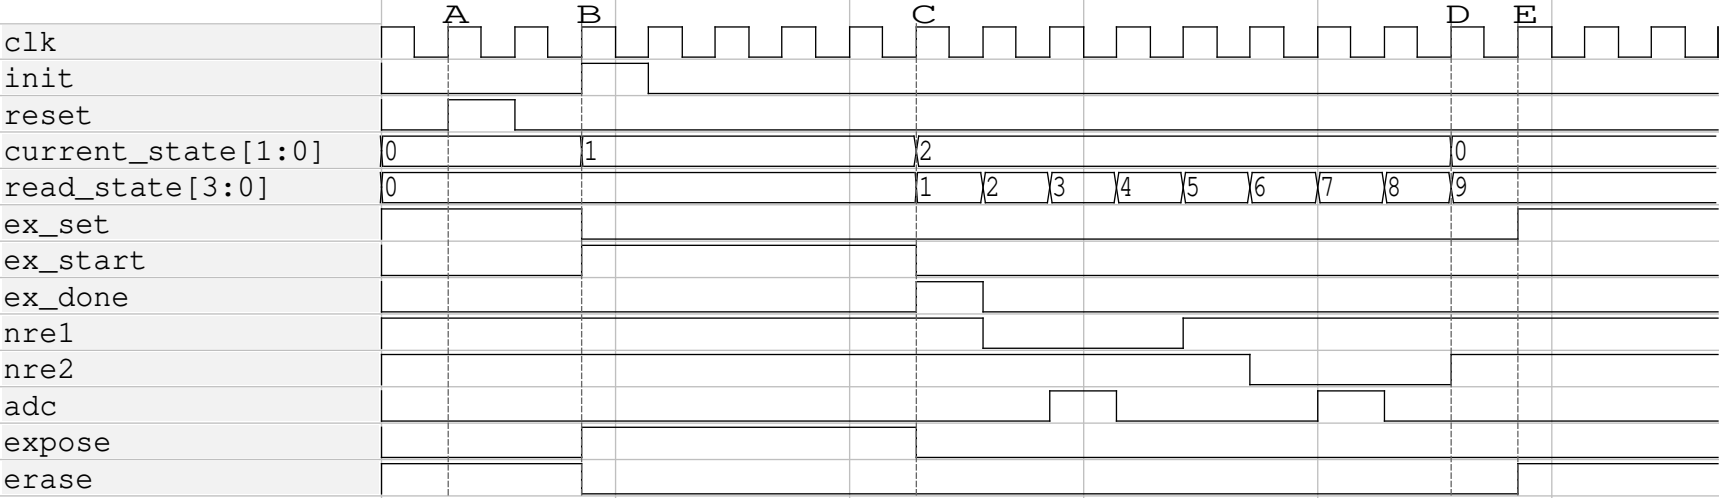 A B C D E
clk
init
reset
current_state[1:0] 0 1 2 0
read_state[3:0] 0 1 2 3 4 5 6 7 8 9
ex_set
ex_start
ex_done
nre1
nre2
adc
expose
erase